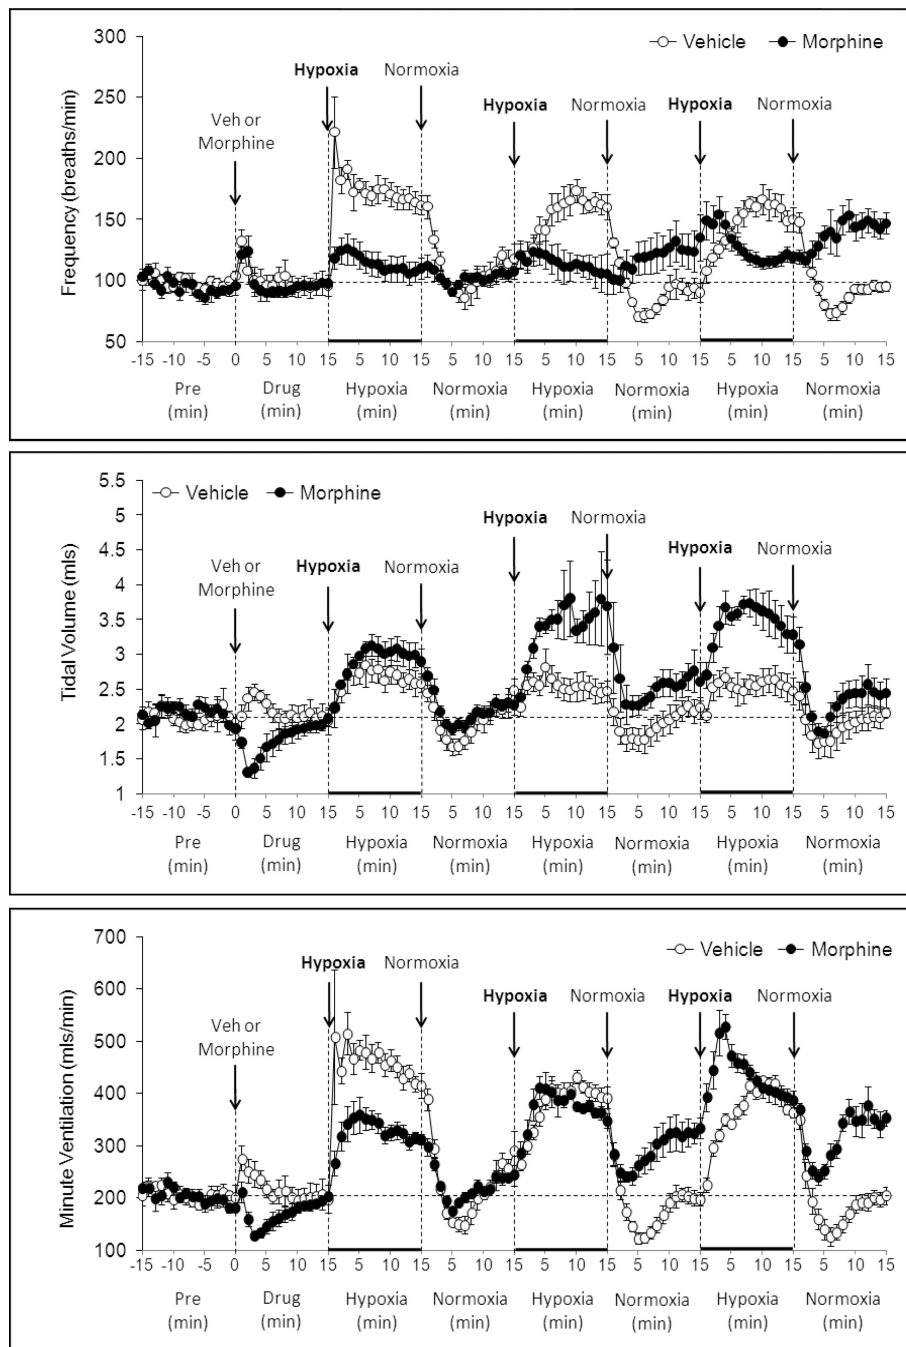 300
250
200
150
100
50
Frequency (breaths/min)
Vehicle Morphine
Hypoxia Normoxia
Hypoxia Normoxia Hypoxia Normoxia
Veh or
Morphine
-15 -10 -5 0 5 10 15 5 10 15 5 10 15 5 10 15 5 10 15 5 10 15 5 10 15
Pre Drug Hypoxia Normoxia Hypoxia Normoxia Hypoxia Normoxia
(min) (min) (min) (min) (min) (min) (min) (min)
5.5
5
4.5
4
3.5
3
2.5
2
1.5
1
Tidal Volume (mls)
Vehicle Morphine
Hypoxia Normoxia
Veh or
Morphine
Hypoxia Normoxia
Hypoxia Normoxia
-15 -10 -5 0 5 10 15 5 10 15 5 10 15 5 10 15 5 10 15 5 10 15 5 10 15
Pre Drug Hypoxia Normoxia Hypoxia Normoxia Hypoxia Normoxia
(min) (min) (min) (min) (min) (min) (min) (min)
700
600
500
400
300
200
100
Minute Ventilation (mls/min)
Vehicle Morphine
Hypoxia Normoxia
Hypoxia Normoxia Hypoxia Normoxia
Veh or
Morphine
-15 -10 -5 0 5 10 15 5 10 15 5 10 15 5 10 15 5 10 15 5 10 15 5 10 15
Pre Drug Hypoxia Normoxia Hypoxia Normoxia Hypoxia Normoxia
(min) (min) (min) (min) (min) (min) (min) (min)